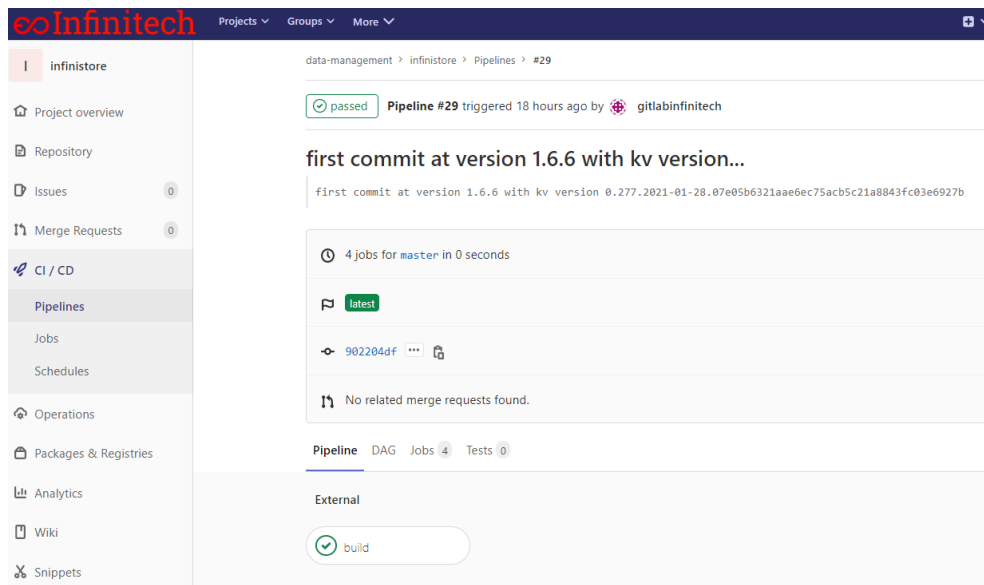 Infinitech
Projects Groups More
I infinistore
Project overview
Repository
Issues 0
Merge Requests 0
CI / CD
Pipelines
Jobs
Schedules
Operations
Packages & Registries
Analytics
Wiki
Snippets
data-management > infinistore > Pipelines > #29
passed Pipeline #29 triggered 18 hours ago by gitlabinfinitech
first commit at version 1.6.6 with kv version...
first commit at version 1.6.6 with kv version 0.277.2021-01-28.07e05b6321aae6ec75acb5c21a8843fc03e6927b
4 jobs for master in 0 seconds
latest
902204df ...
No related merge requests found.
Pipeline DAG Jobs 4 Tests 0
External
build